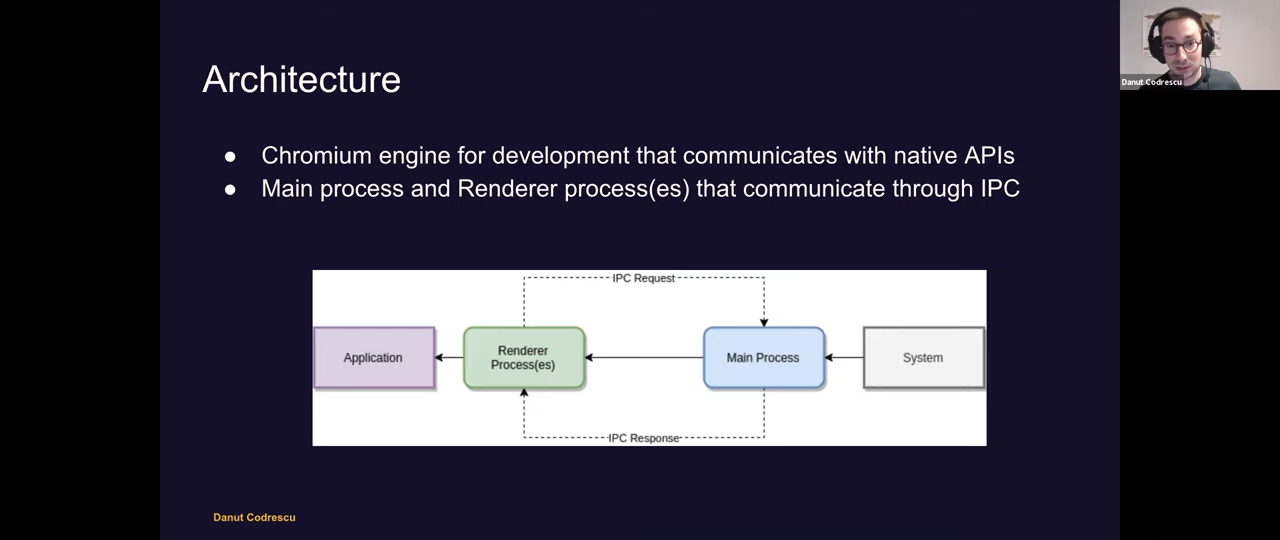 Architecture
Danut Codrescu
● Chromium engine for development that communicates with native APIs
● Main process and Renderer process(es) that communicate through IPC
IPC Request
Application
Renderer
Process(es)
Main Process
System
IPC Response
Danut Codrescu